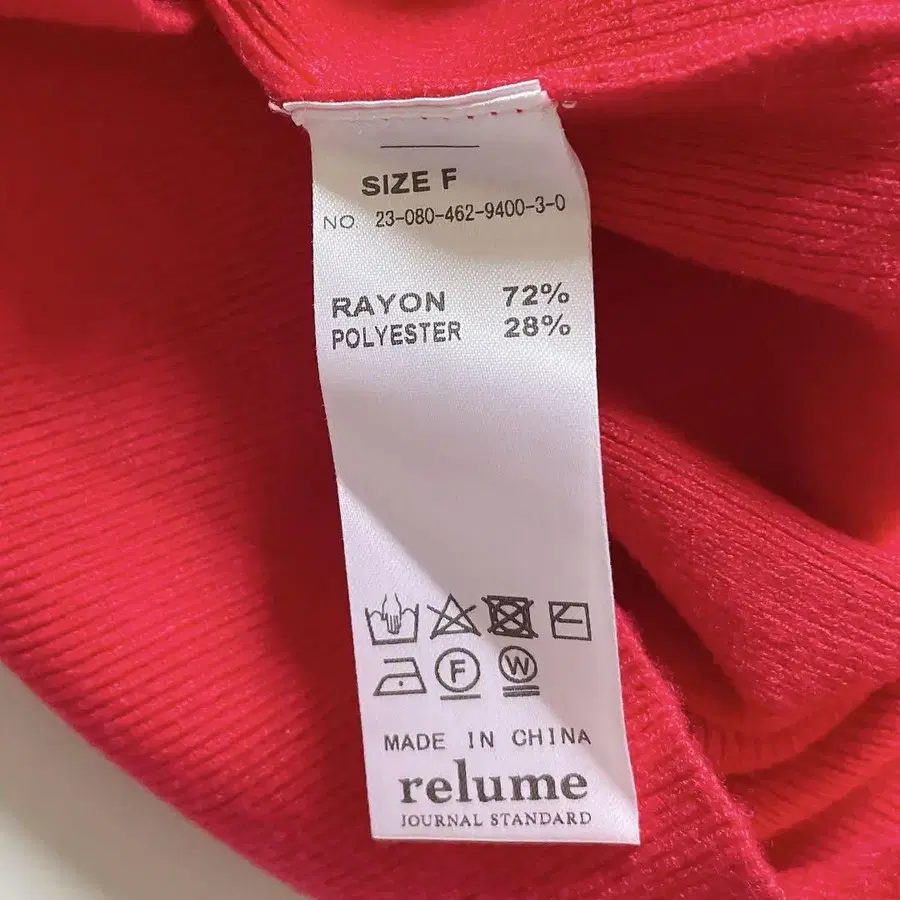 SIZE F
NO 23-080-462-9400-3-0
RAYON 72%
POLYESTER 28%
F W
MADE IN CHINA
relume
JOURNAL STANDARD